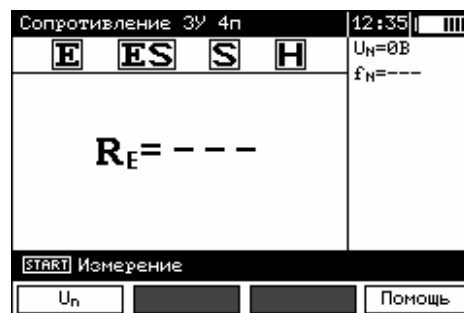 Сопротивление ЗУ 4п
12:35
E ES S H
U_N=0В
f_N=---
R_E= - - -
START Измерение
U_n
Помощь